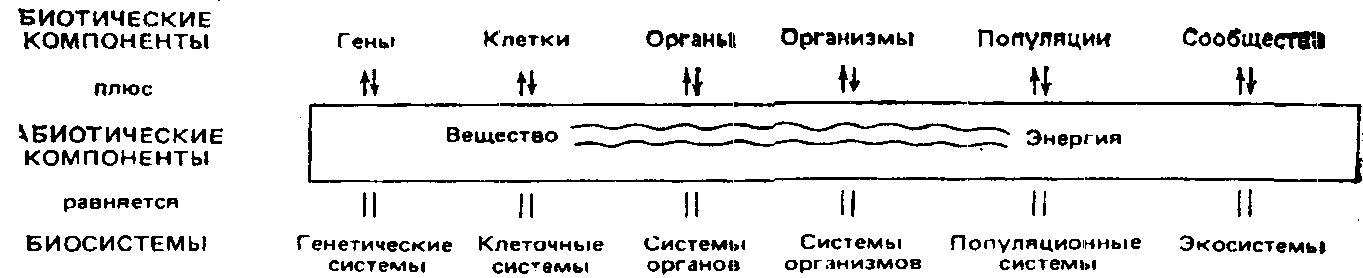 БИОТИЧЕСКИЕ
КОМПОНЕНТЫ Гены Клетки Органы Организмы Популяции Сообщества
плюс
АБИОТИЧЕСКИЕ
КОМПОНЕНТЫ Вещество Энергия
равняется
БИОСИСТЕМЫ Генетические системы Клеточные системы Системы органов Системы организмов Популяционные системы Экосистемы